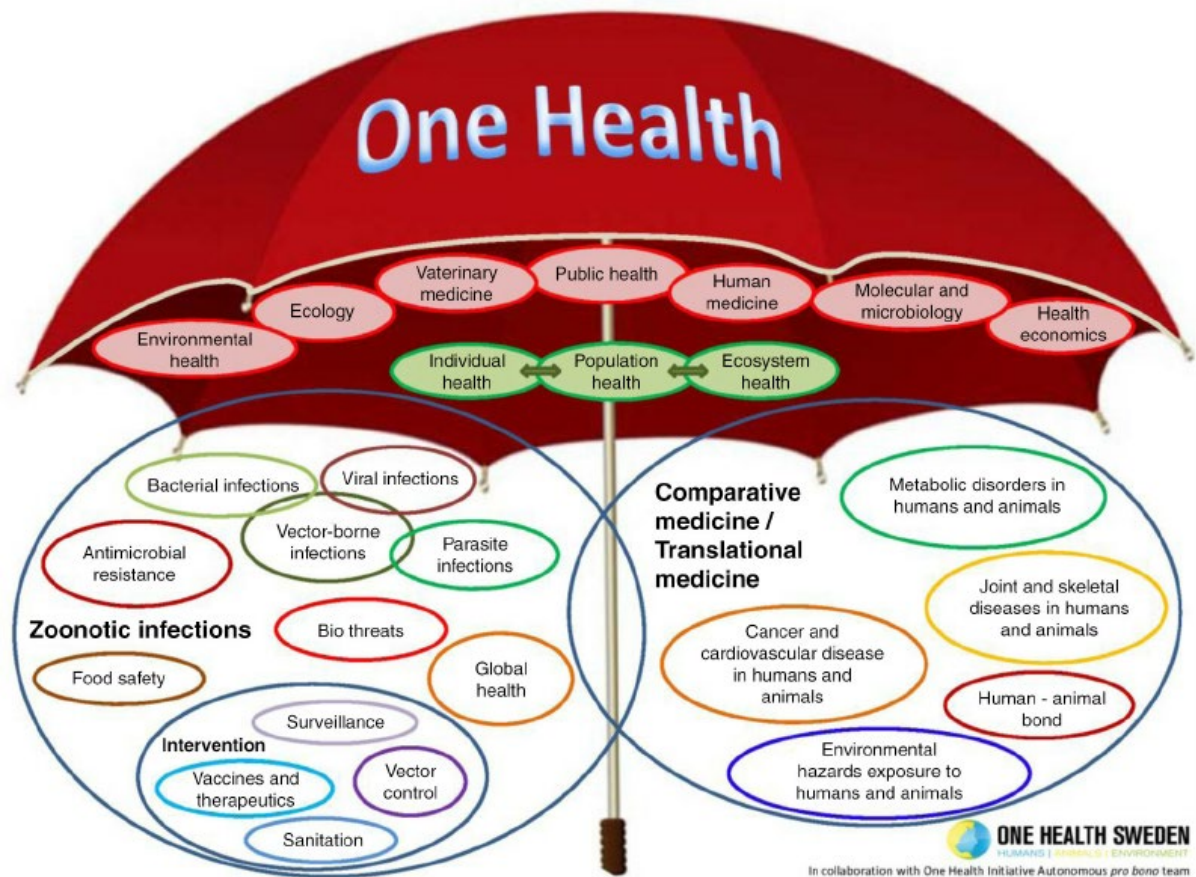 One Health
Vaterinary
medicine
Public health
Human
medicine
Molecular and
microbiology
Health
economics
Ecology
Environmental
health
Individual
health
Population
health
Ecosystem
health
Bacterial infections
Viral infections
Vector-borne
infections
Parasite
infections
Antimicrobial
resistance
Zoonotic infections
Bio threats
Food safety
Global
health
Surveillance
Intervention
Vaccines and
therapeutics
Vector
control
Sanitation
Comparative
medicine /
Translational
medicine
Metabolic disorders in
humans and animals
Joint and skeletal
diseases in humans
and animals
Cancer and
cardiovascular disease
in humans and
animals
Human - animal
bond
Environmental
hazards exposure to
humans and animals
ONE HEALTH SWEDEN
HUMANS | ANIMALS | ENVIRONMENT
In collaboration with One Health Initiative Autonomous pro bono team